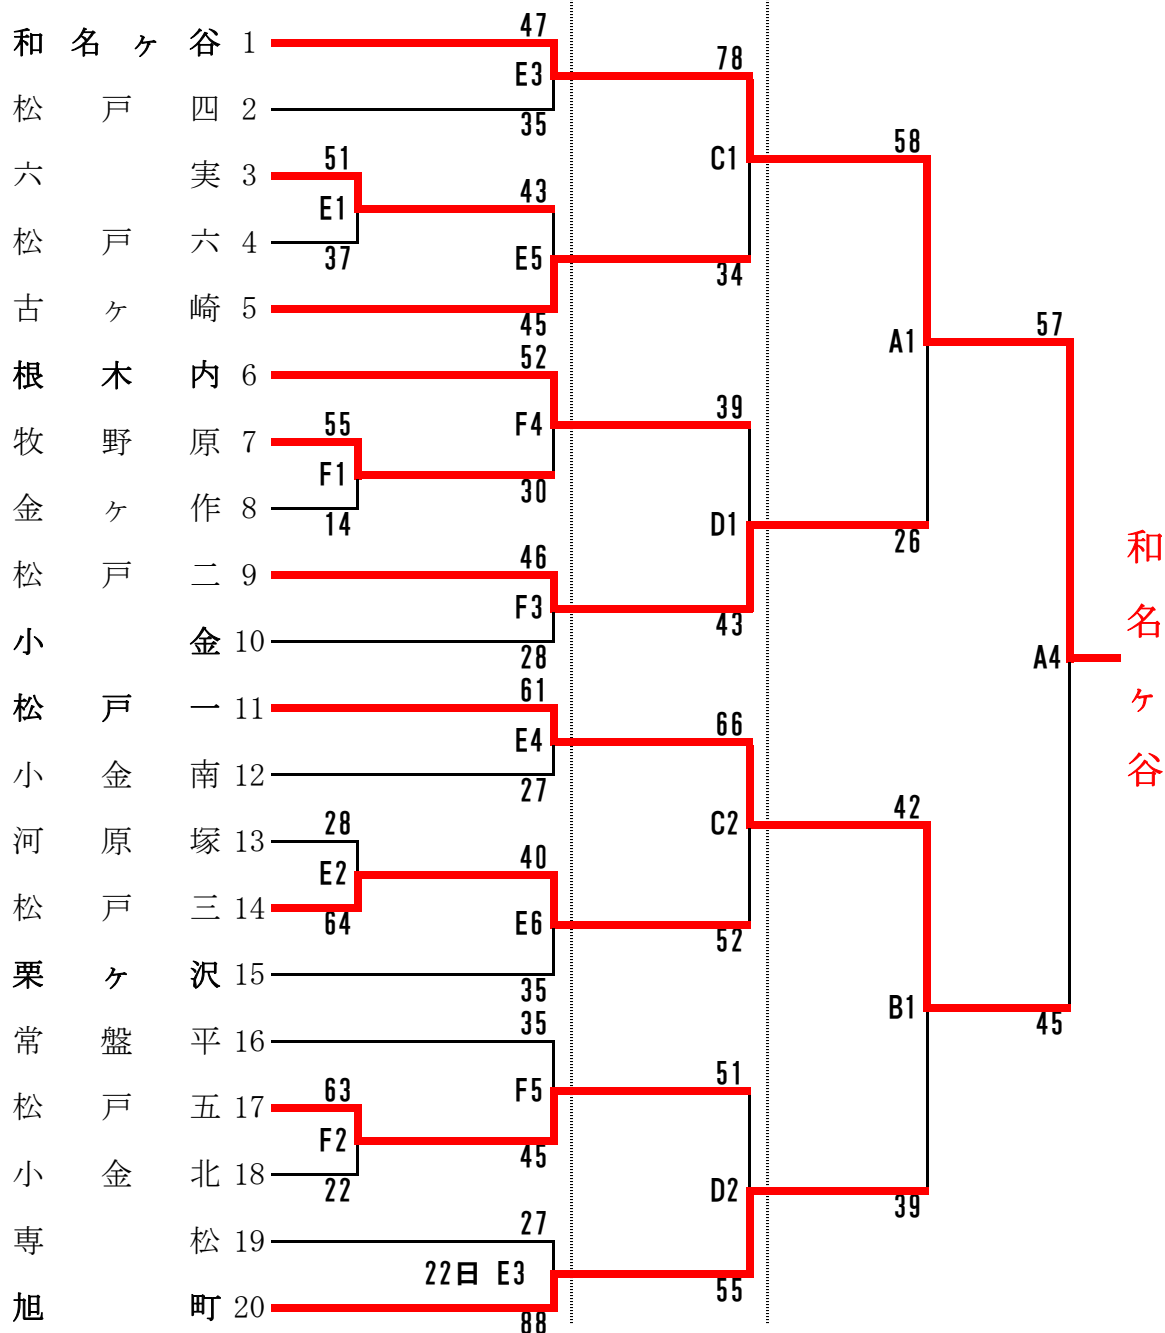 47
和名ヶ谷 1
78
E3
松戸四 2
35
58
51
C1
六実 3
43
E1
松戸六 4
37
E5
34
古ヶ崎 5
45
57
A1
52
根木内 6
39
55
F4
牧野原 7
F1
30
金ヶ作 8
14
D1
26
46
松戸二 9
F3
43
小金 10
28
和名ヶ谷
A4
61
松戸一 11
66
E4
小金南 12
27
42
28
C2
河原塚 13
40
E2
松戸三 14
64
E6
52
栗ヶ沢 15
35
B1
45
35
常盤平 16
51
63
F5
松戸五 17
F2
45
小金北 18
22
D2
39
27
専松 19
22日 E3
55
旭町 20
88